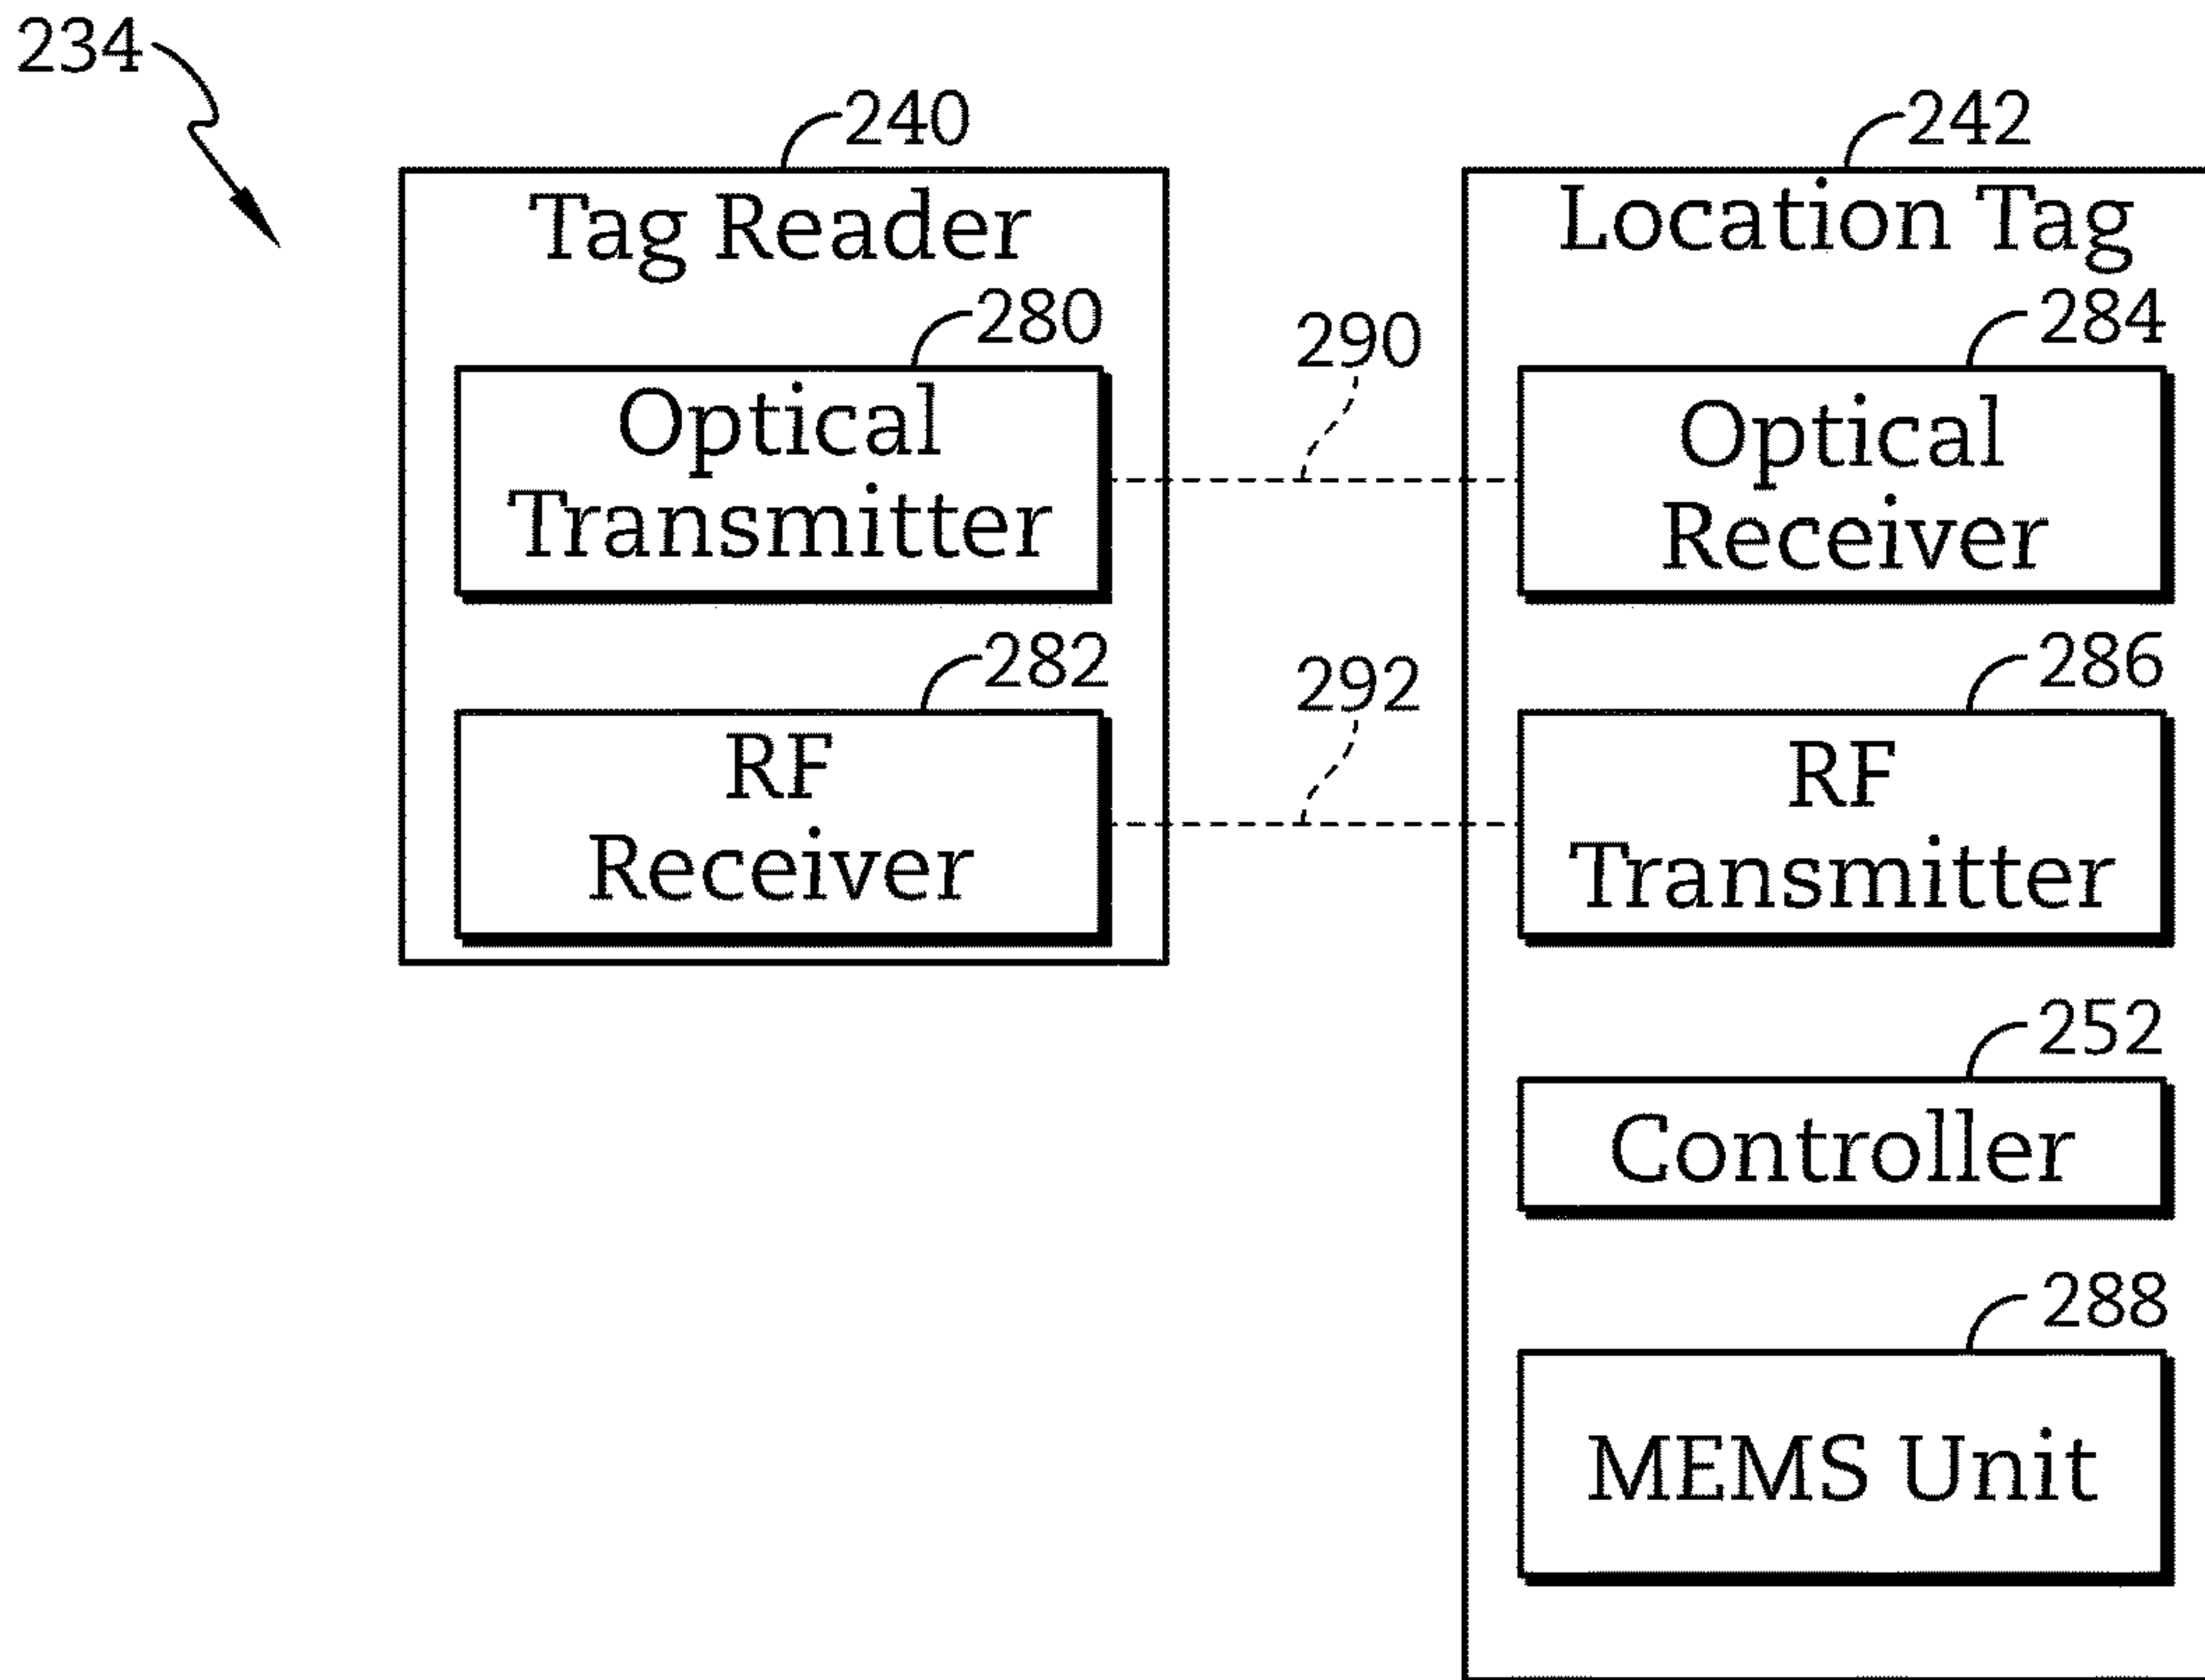 234
240
Tag Reader
280
Optical
Transmitter
282
RF
Receiver
290
292
242
Location Tag
284
Optical
Receiver
286
RF
Transmitter
252
Controller
288
MEMS Unit